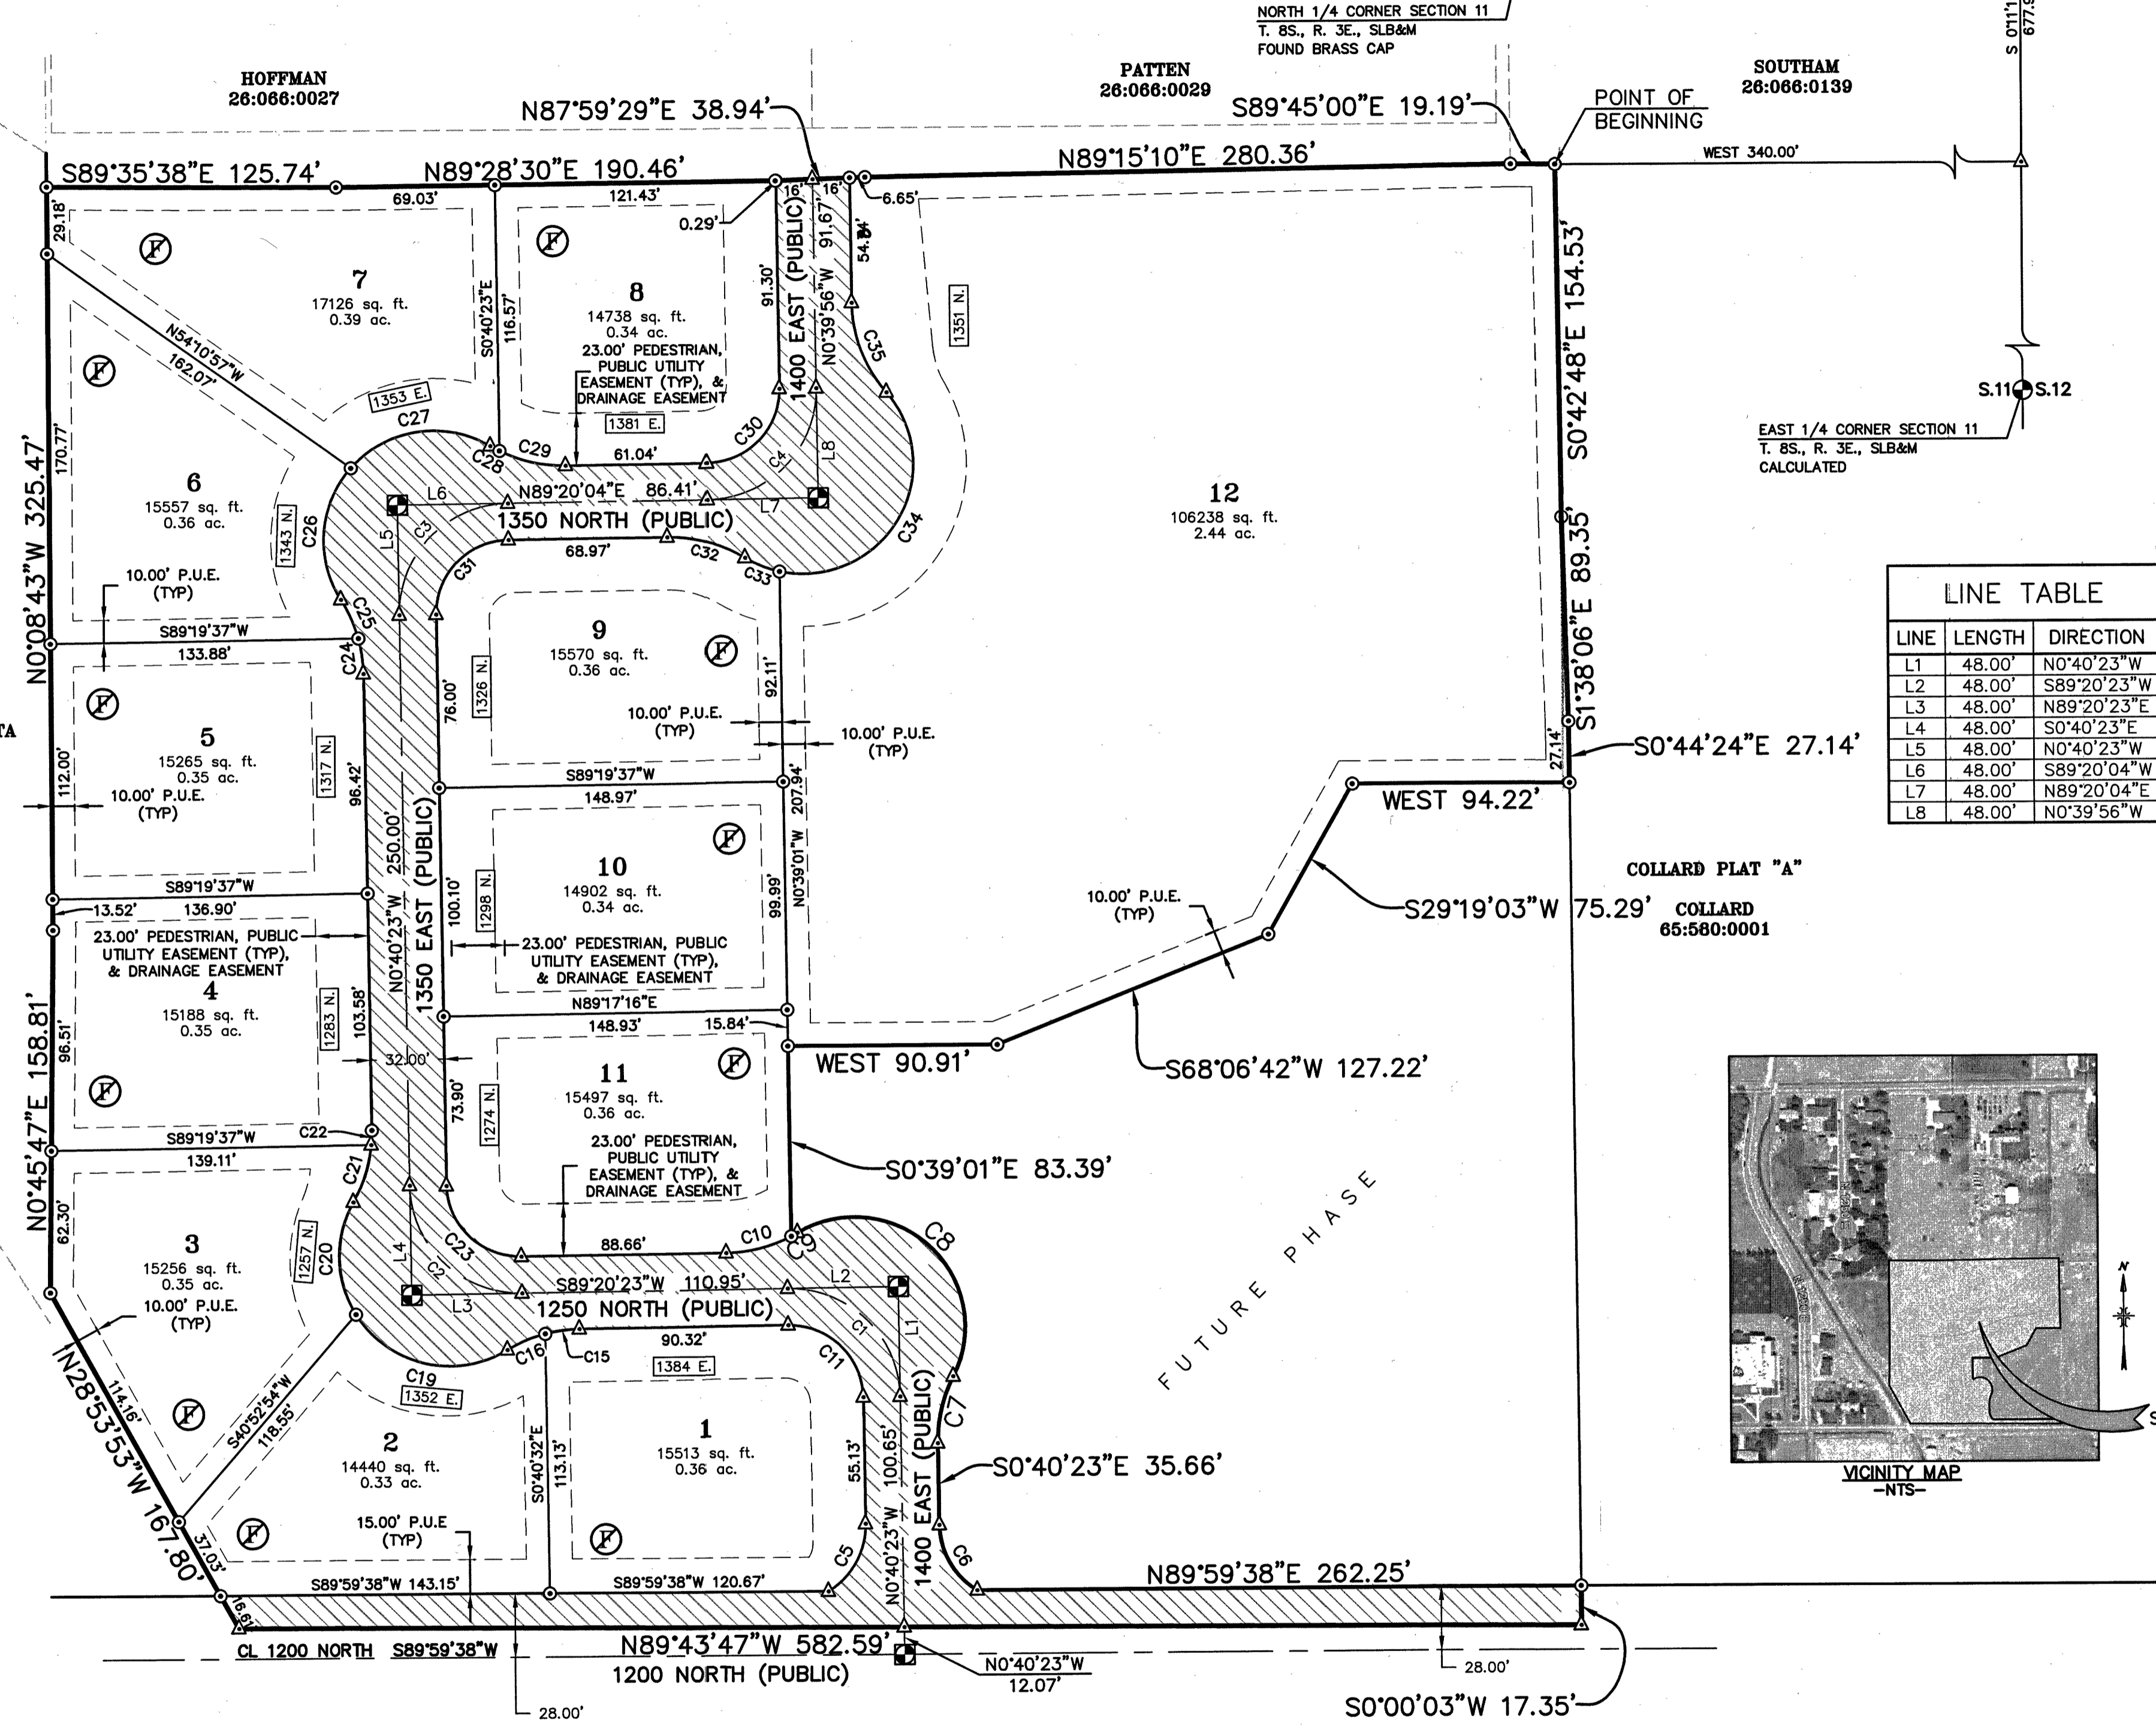 NORTH 1/4 CORNER SECTION 11
T. 8S., R. 3E., SLB&M
FOUND BRASS CAP
S 0°11'1
677.9
HOFFMAN
26:066:0027
PATTEN
26:066:0029
SOUTHAM
26:066:0139
N87°59'29"E 38.94'
S89°45'00"E 19.19'
POINT OF
BEGINNING
S89°35'38"E 125.74'
N89°28'30"E 190.46'
N89°15'10"E 280.36'
WEST 340.00'
69.03'
121.43'
16'
16'
6.65'
0.29'
29.18'
7
17126 sq. ft.
0.39 ac.
S0°40'23"E
116.57'
8
14738 sq. ft.
0.34 ac.
23.00' PEDESTRIAN,
PUBLIC UTILITY
EASEMENT (TYP), &
DRAINAGE EASEMENT
1381 E.
91.30'
1400 EAST (PUBLIC)
91.67'
N0°39'56"W
C35
1351 N.
S0°42'48"E 154.53'
S.11
S.12
EAST 1/4 CORNER SECTION 11
T. 8S., R. 3E., SLB&M
CALCULATED
N54°10'57"W
162.07'
1353 E.
C27
C28
C29
61.04'
C30
C4
L8
6
15557 sq. ft.
0.36 ac.
170.77'
N0°08'43"W 325.47'
1343 N.
C26
L6
N89°20'04"E 86.41'
L7
1350 NORTH (PUBLIC)
L5
C3
C31
68.97'
C32
C33
C34
12
106238 sq. ft.
2.44 ac.
S1°38'06"E 89.35'
10.00' P.U.E.
(TYP)
C25
C24
S89°19'37"W
133.88'
9
15570 sq. ft.
0.36 ac.
1326 N.
76.00'
92.11'
10.00' P.U.E.
(TYP)
10.00' P.U.E.
(TYP)
LINE TABLE
LINE LENGTH DIRECTION
L1 48.00' N0°40'23"W
L2 48.00' S89°20'23"W
L3 48.00' N89°20'23"E
L4 48.00' S0°40'23"E
L5 48.00' N0°40'23"W
L6 48.00' S89°20'04"W
L7 48.00' N89°20'04"E
L8 48.00' N0°39'56"W
TA
5
15265 sq. ft.
0.35 ac.
112.00'
10.00' P.U.E.
(TYP)
1317 N.
96.42'
S89°19'37"W
148.97'
207.94'
N0°39'01"W
27.14'
S0°44'24"E 27.14'
WEST 94.22'
S89°19'37"W
136.90'
13.52'
N0°40'23"W 250.00'
1350 EAST (PUBLIC)
100.10'
1298 N.
10
14902 sq. ft.
0.34 ac.
99.99'
23.00' PEDESTRIAN, PUBLIC
UTILITY EASEMENT (TYP),
& DRAINAGE EASEMENT
23.00' PEDESTRIAN, PUBLIC
UTILITY EASEMENT (TYP),
& DRAINAGE EASEMENT
10.00' P.U.E.
(TYP)
S29°19'03"W 75.29'
COLLARD PLAT "A"
COLLARD
65:580:0001
4
15188 sq. ft.
0.35 ac.
96.51'
N0°45'47"E 158.81'
1283 N.
103.58'
32.00'
N89°17'16"E
148.93'
15.84'
WEST 90.91'
S68°06'42"W 127.22'
11
15497 sq. ft.
0.36 ac.
1274 N.
73.90'
23.00' PEDESTRIAN,
PUBLIC UTILITY
EASEMENT (TYP), &
DRAINAGE EASEMENT
S0°39'01"E 83.39'
C22
S89°19'37"W
139.11'
C21
62.30'
3
15256 sq. ft.
0.35 ac.
10.00' P.U.E.
(TYP)
1257 N.
C20
L4
C23
C2
88.66'
C10
C9
C8
S89°20'23"W 110.95'
L2
L3
1250 NORTH (PUBLIC)
L1
C1
C11
90.32'
C15
C16
C19
1384 E.
1352 E.
C7
FUTURE PHASE
VICINITY MAP
-NTS-
N
N28°53'53"W 167.80'
114.16'
S40°52'54"W
118.55'
2
14440 sq. ft.
0.33 ac.
S0°40'32"E
113.13'
1
15513 sq. ft.
0.36 ac.
55.13'
100.65'
N0°40'23"W
1400 EAST (PUBLIC)
S0°40'23"E 35.66'
15.00' P.U.E
(TYP)
37.03'
C5
C6
S89°59'38"W 143.15'
S89°59'38"W 120.67'
N89°59'38"E 262.25'
16.61'
CL 1200 NORTH S89°59'38"W
N89°43'47"W 582.59'
1200 NORTH (PUBLIC)
N0°40'23"W
12.07'
28.00'
28.00'
S0°00'03"W 17.35'